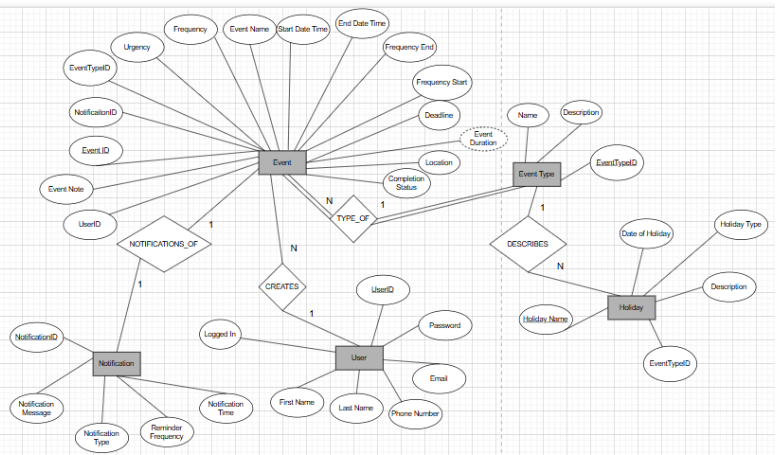 End Date Time
Frequency
Event Name
Start Date Time
Urgency
Frequency End
EventTypeID
Frequency Start
NotificaitonID
Deadline
Name
Description
Event
Duration
Event ID
Event
Location
EventTypeID
Event Type
Completion
Status
Event Note
N
1
UserID
TYPE_OF
1
1
NOTIFICATIONS_OF
DESCRIBES
Date of Holiday
Holiday Type
N
N
1
CREATES
UserID
Description
1
Holiday
Holiday Name
Password
Logged In
NotificationID
Notification
User
EventTypeID
Email
Notification
Message
Notification
Time
First Name
Last Name
Phone Number
Notification
Type
Reminder
Frequency